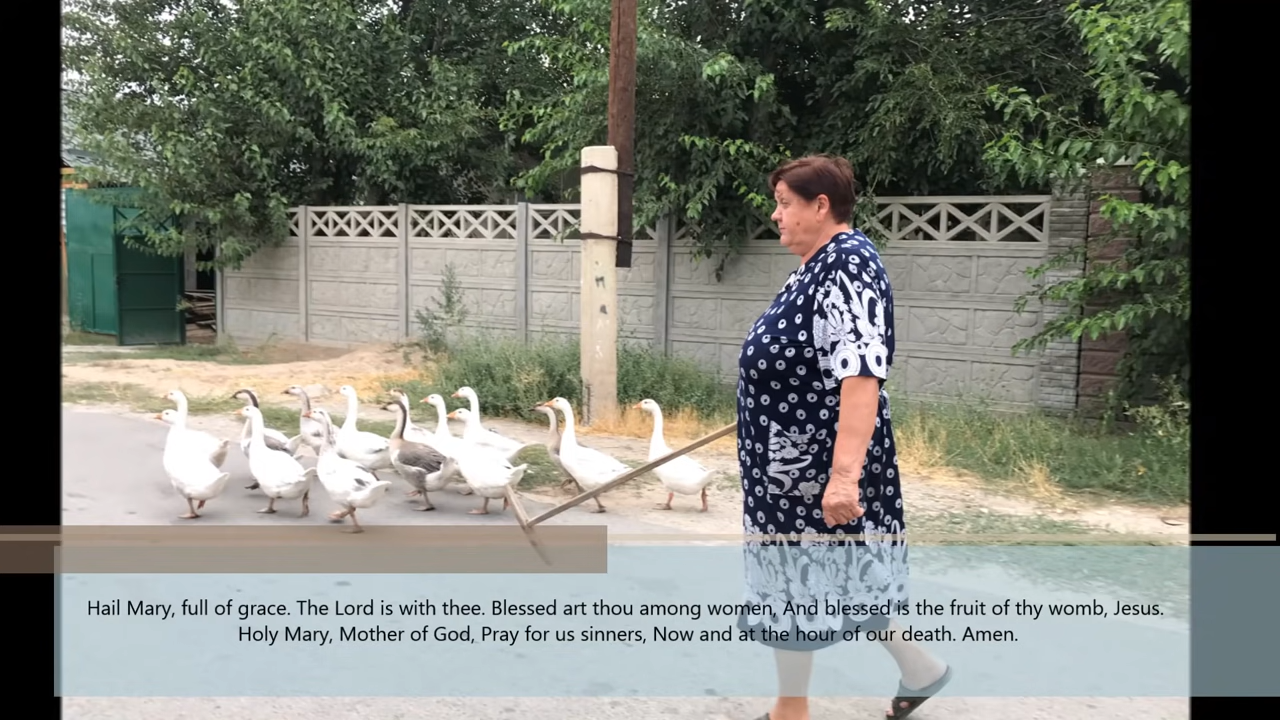 Hail Mary, full of grace. The Lord is with thee. Blessed art thou among women, And blessed is the fruit of thy womb, Jesus.
Holy Mary, Mother of God, Pray for us sinners, Now and at the hour of our death. Amen.